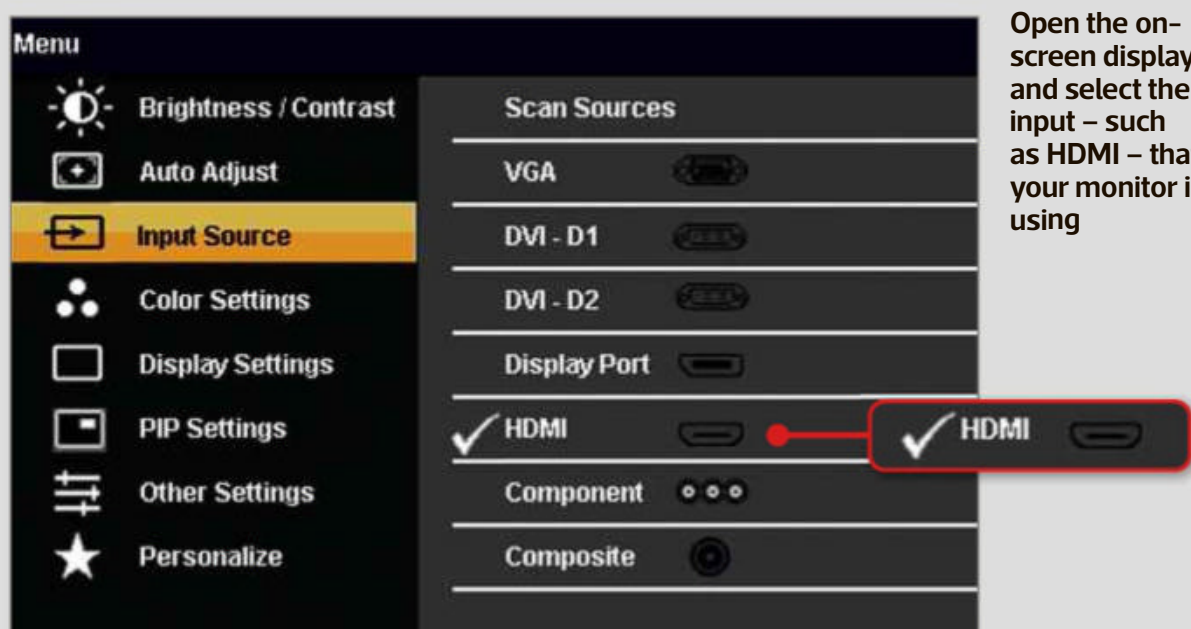 Menu
Brightness / Contrast
Auto Adjust
Input Source
Color Settings
Display Settings
PIP Settings
Other Settings
Personalize
Scan Sources
VGA
DVI - D1
DVI - D2
Display Port
HDMI
Component
Composite
HDMI
Open the on-
screen display
and select the
input – such
as HDMI –
your monitor
using